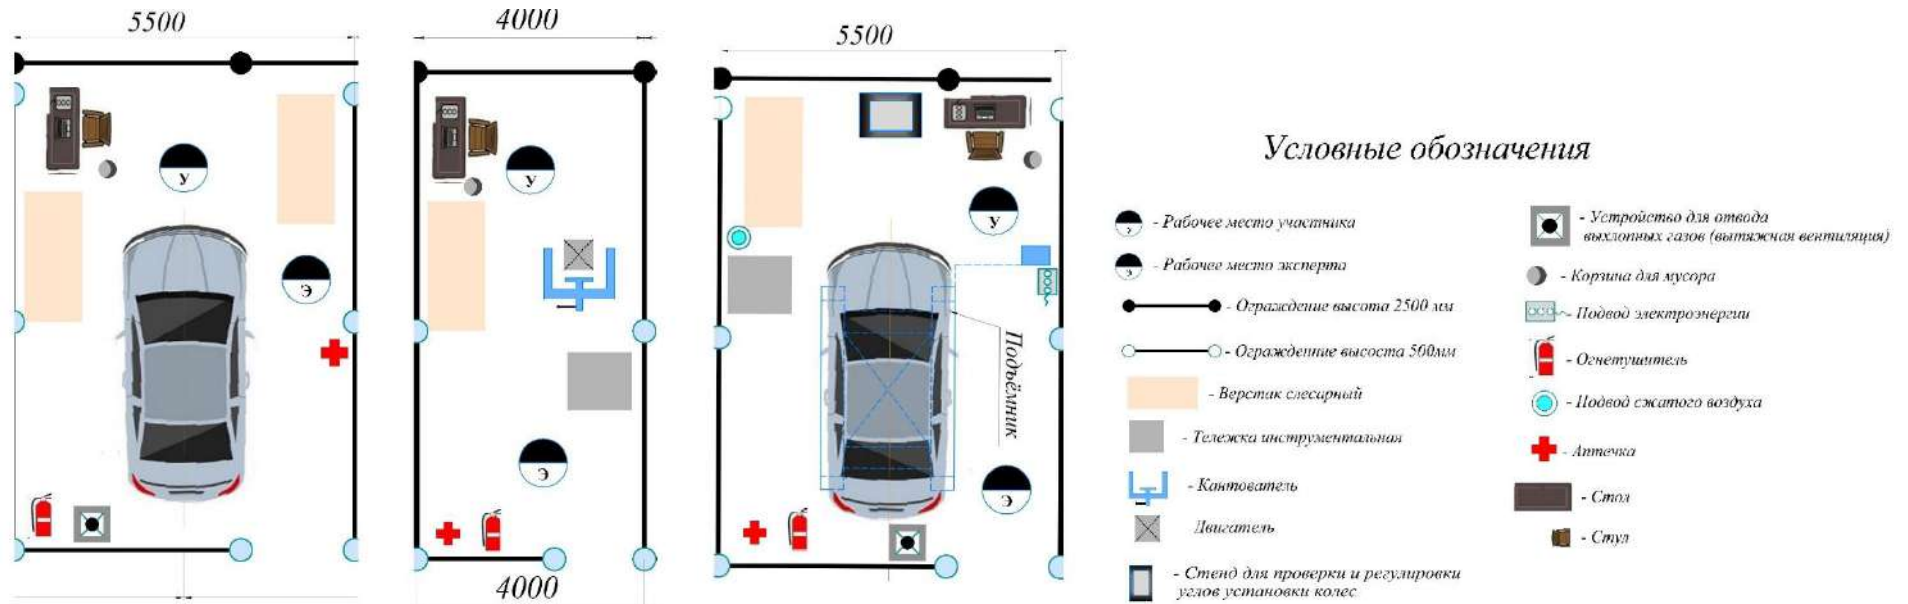 5500
4000
5500
У
Э
У
Э
4000
У
Подъёмник
Э
Условные обозначения
У - Рабочее место участника
Э - Рабочее место эксперта
- Ограждение высота 2500 мм
- Ограждение высоста 500мм
- Верстак слесарный
- Тележка инструментальная
- Кантователь
Двигатель
- Стенд для проверки и регулировки
углов установки колес
- Устройство для отвода
выхлопных газов (вытяжная вентиляция)
- Корзина для мусора
- Подвод электроэнергии
- Огнетушитель
- Подвод сжатого воздуха
- Аптечка
- Стол
- Стул